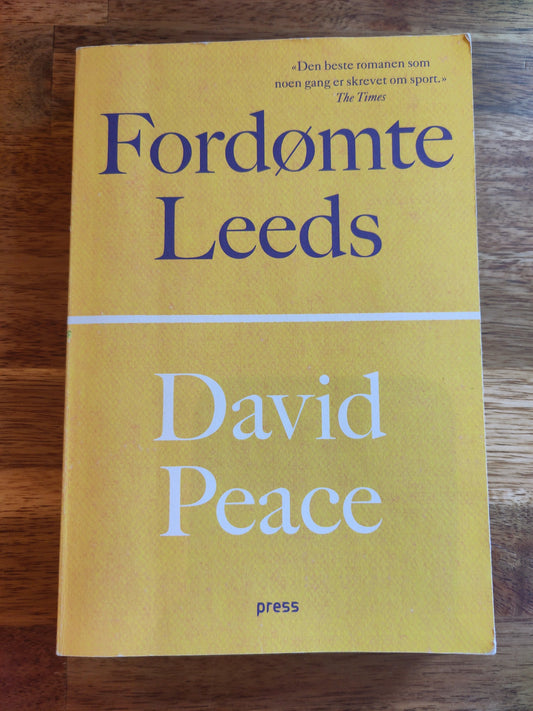 «Den beste romanen som
noen gang er skrevet om sport.»
The Times
Fordømte
Leeds
David
Peace
press